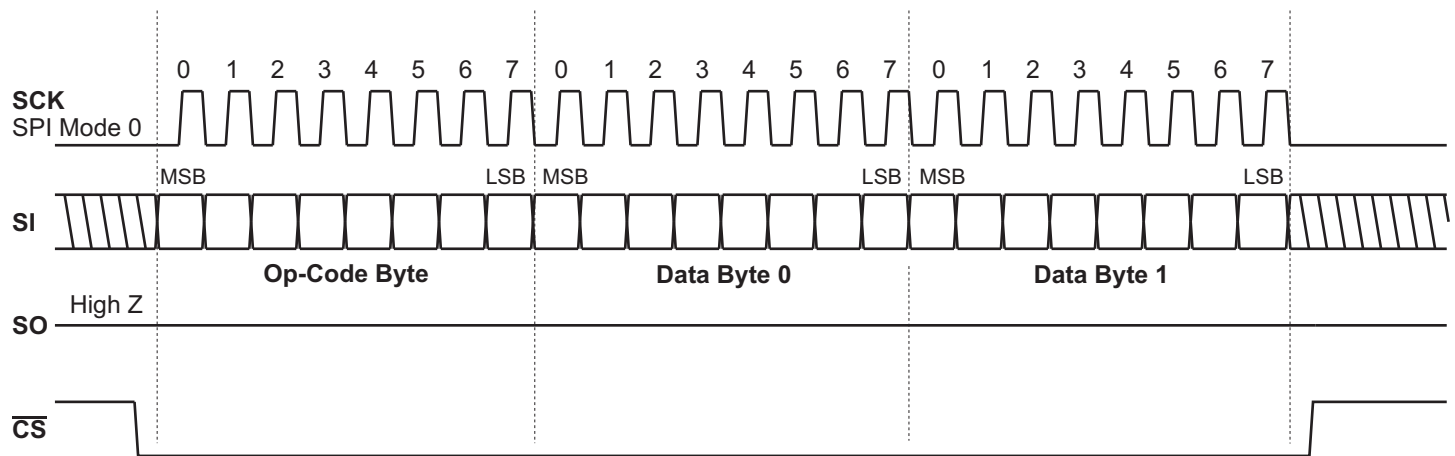 0 1 2 3 4 5 6 7 0 1 2 3 4 5 6 7 0 1 2 3 4 5 6 7
SCK
SPI Mode 0
MSB LSB MSB LSB MSB LSB
SI
Op-Code Byte Data Byte 0 Data Byte 1
High Z
SO
CS